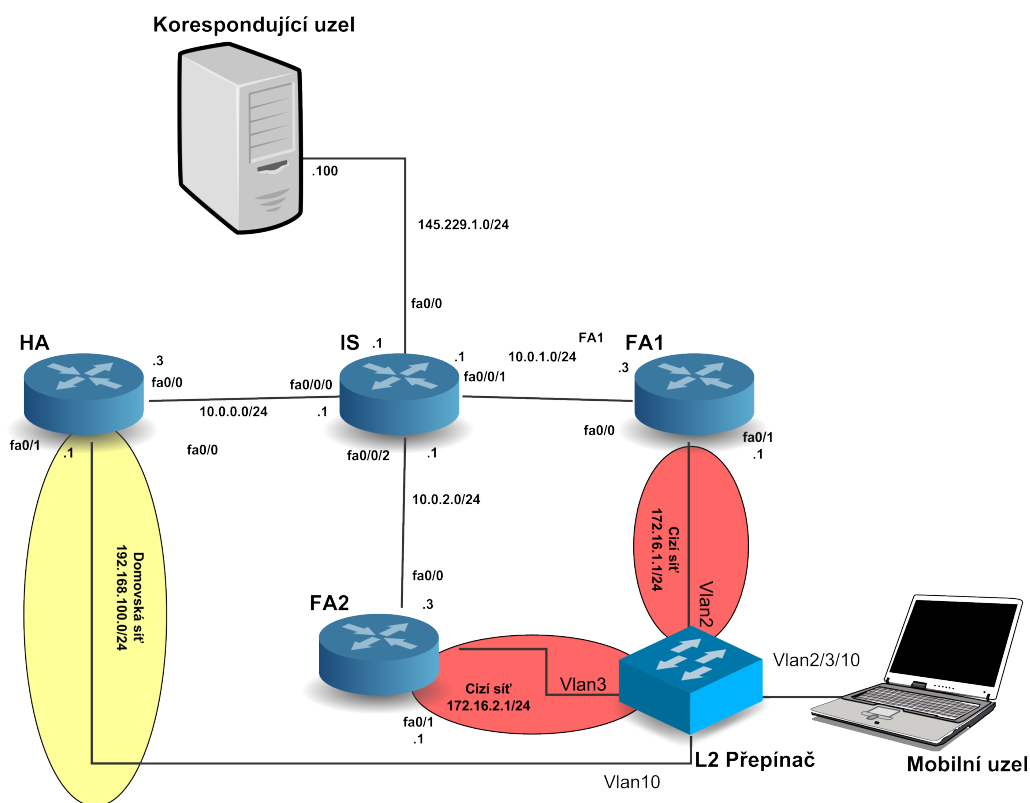 Korespondující uzel
.100
145.229.1.0/24
fa0/0
HA
IS
.1
FA1
FA1
.3
fa0/0
.1
fa0/0/1
10.0.1.0/24
.3
fa0/0/0
10.0.0.0/24
.1
fa0/0
fa0/1
.1
fa0/1
.1
fa0/0
fa0/0/2
.1
10.0.2.0/24
Cizí síť
172.16.1.1/24
Vlan2
Domovská síť
192.168.100.0/24
fa0/0
FA2
.3
Vlan2/3/10
Cizí síť
172.16.2.1/24
Vlan3
fa0/1
.1
L2 Přepínač
Mobilní uzel
Vlan10